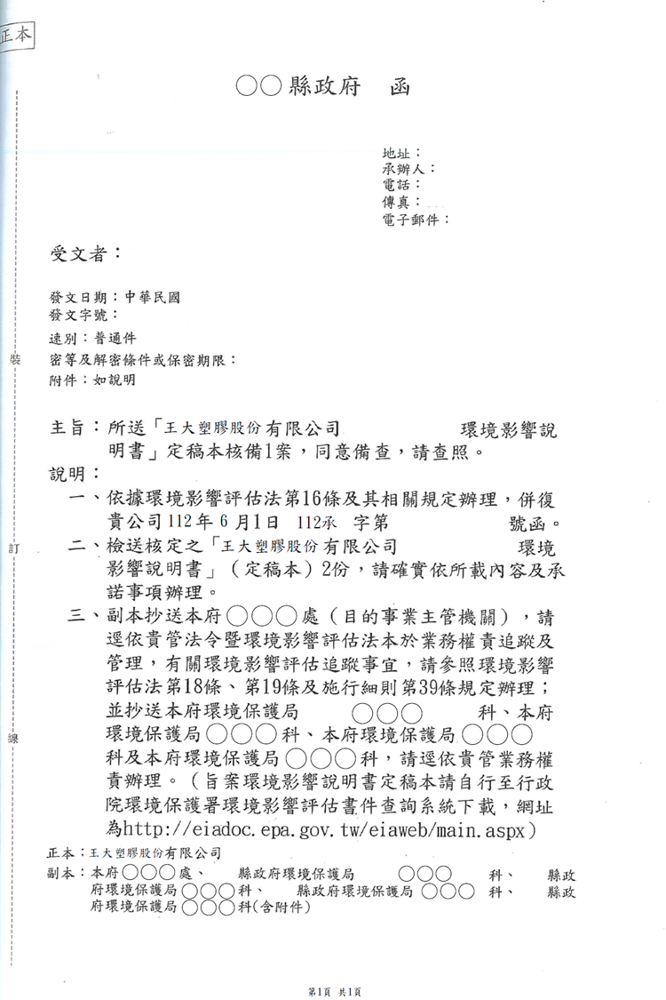 正本
○○縣政府 函
地址：
承辦人：
電話：
傳真：
電子郵件：
受文者：
發文日期：中華民國
發文字號：
速別：普通件
密等及解密條件或保密期限：
附件：如說明
主旨：所送「王大塑膠股份有限公司 環境影響說
明書」定稿本核備1案，同意備查，請查照。
說明：
一、依據環境影響評估法第16條及其相關規定辦理，併復
貴公司112年6月1日 112承 字第 號函。
二、檢送核定之「王大塑膠股份有限公司 環境
影響說明書」（定稿本）2份，請確實依所載內容及承
諾事項辦理。
三、副本抄送本府○○○處（目的事業主管機關），請
逕依貴管法令暨環境影響評估法本於業務權責追蹤及
管理，有關環境影響評估追蹤事宜，請參照環境影響
評估法第18條、第19條及施行細則第39條規定辦理；
並抄送本府環境保護局 ○○○ 科、本府
環境保護局○○○科、本府環境保護局○○○
科及本府環境保護局○○○科，請逕依貴管業務權
責辦理。（旨案環境影響說明書定稿本請自行至行政
院環境保護署環境影響評估書件查詢系統下載，網址
為http://eiadoc.epa.gov.tw/eiaweb/main.aspx）
正本：王大塑膠股份有限公司
副本：本府○○○處、 縣政府環境保護局 ○○○ 科、 縣政
府環境保護局○○○科、 縣政府環境保護局○○○ 科、 縣政
府環境保護局○○○科(含附件)
裝
訂
線
第1頁 共1頁